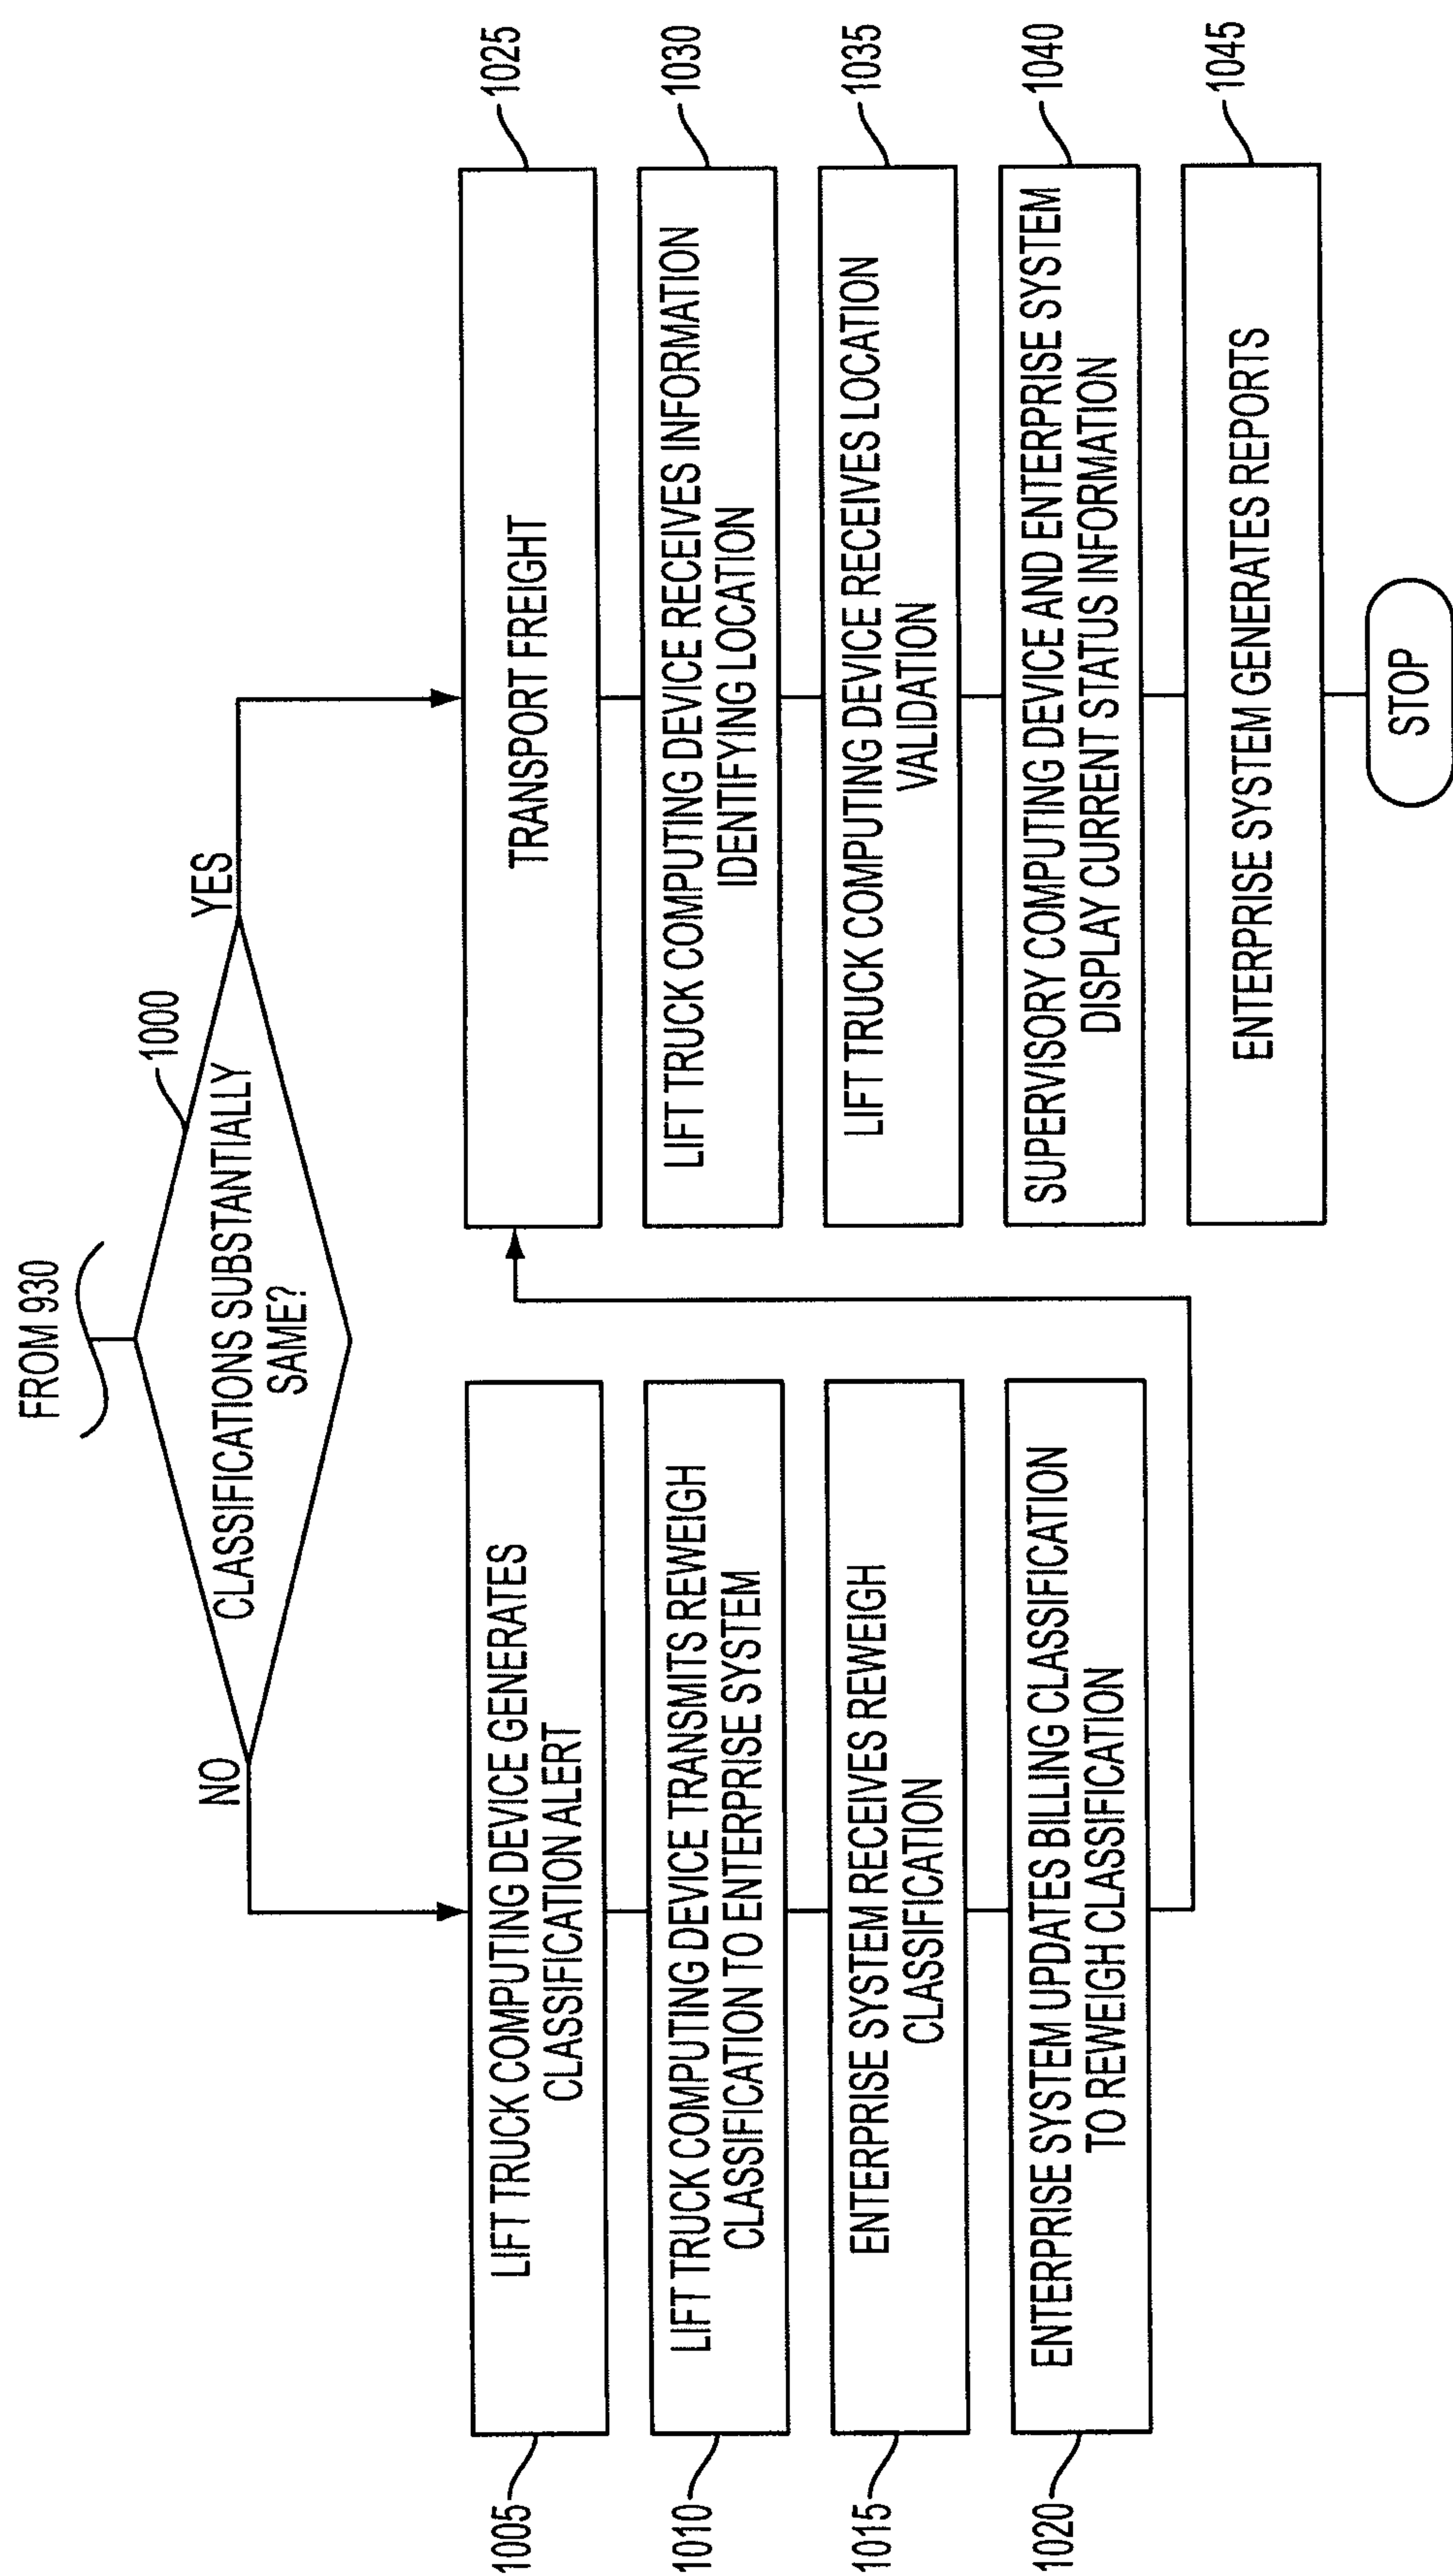 FROM 930
1000
CLASSIFICATIONS SUBSTANTIALLY
SAME?
NO
YES
1005
LIFT TRUCK COMPUTING DEVICE GENERATES
CLASSIFICATION ALERT
1010
LIFT TRUCK COMPUTING DEVICE TRANSMITS REWEIGH
CLASSIFICATION TO ENTERPRISE SYSTEM
1015
ENTERPRISE SYSTEM RECEIVES REWEIGH
CLASSIFICATION
1020
ENTERPRISE SYSTEM UPDATES BILLING CLASSIFICATION
TO REWEIGH CLASSIFICATION
TRANSPORT FREIGHT
1025
LIFT TRUCK COMPUTING DEVICE RECEIVES INFORMATION
IDENTIFYING LOCATION
1030
LIFT TRUCK COMPUTING DEVICE RECEIVES LOCATION
VALIDATION
1035
SUPERVISORY COMPUTING DEVICE AND ENTERPRISE SYSTEM
DISPLAY CURRENT STATUS INFORMATION
1040
ENTERPRISE SYSTEM GENERATES REPORTS
1045
STOP